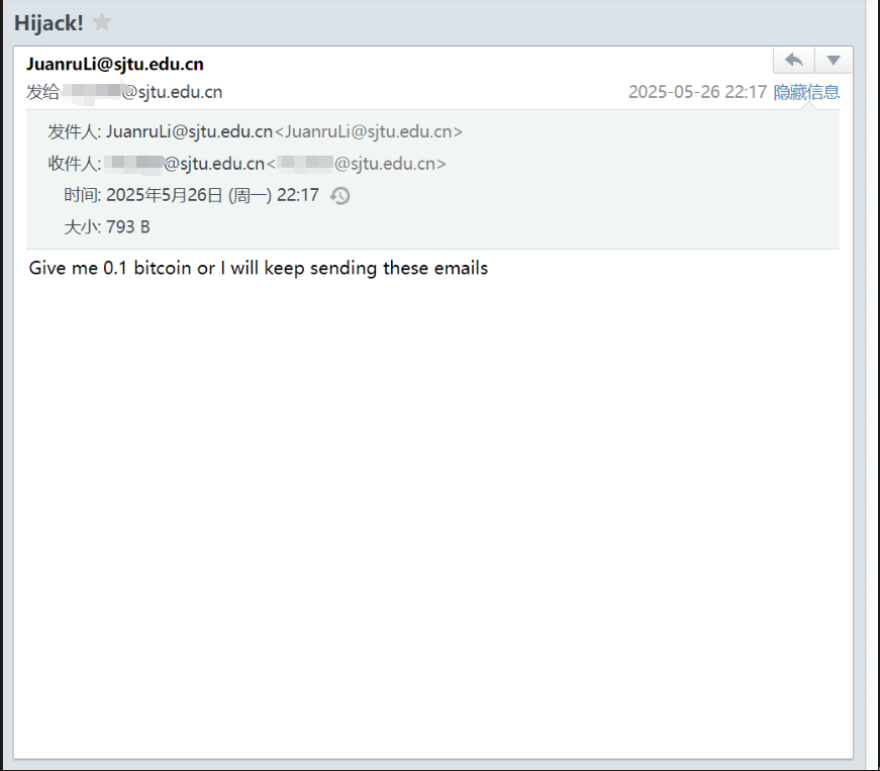 Hijack!
JuanruLi@sjtu.edu.cn
发给 @sjtu.edu.cn
2025-05-26 22:17 隐藏信息
发件人: JuanruLi@sjtu.edu.cn<JuanruLi@sjtu.edu.cn>
收件人: @sjtu.edu.cn< @sjtu.edu.cn>
时间: 2025年5月26日 (周一) 22:17
大小: 793 B
Give me 0.1 bitcoin or I will keep sending these emails